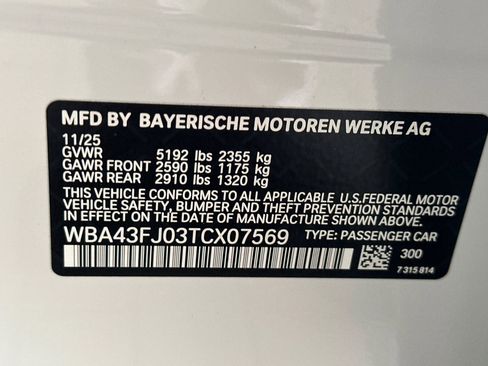 MFD BY BAYERISCHE MOTOREN WERKE AG
11/25
GVWR 5192 lbs 2355 kg
GAWR FRONT 2590 lbs 1175 kg
GAWR REAR 2910 lbs 1320 kg
THIS VEHICLE CONFORMS TO ALL APPLICABLE U.S.FEDERAL MOTOR
VEHICLE SAFETY, BUMPER, AND THEFT PREVENTION STANDARDS
IN EFFECT ON THE DATE OF MANUFACTURE SHOWN ABOVE.
WBA43FJ03TCX07569 TYPE: PASSENGER CAR
300
7 315 814